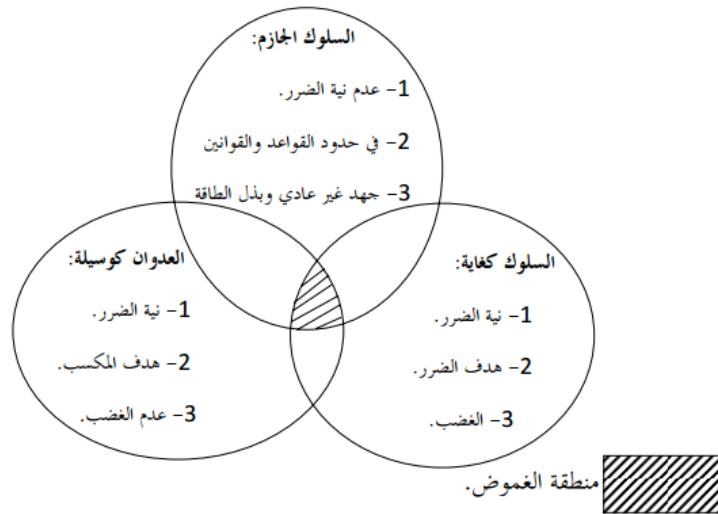 السلوك الجازم:
1- عدم نية الضرر.
2- في حدود القواعد والقوانين
3- جهد غير عادي وبذل الطاقة
السلوك كغاية:
1- نية الضرر.
2- هدف الضرر.
3- الغضب.
العدوان كوسيلة:
1- نية الضرر.
2- هدف المكسب.
3- عدم الغضب.
منطقة الغموض.